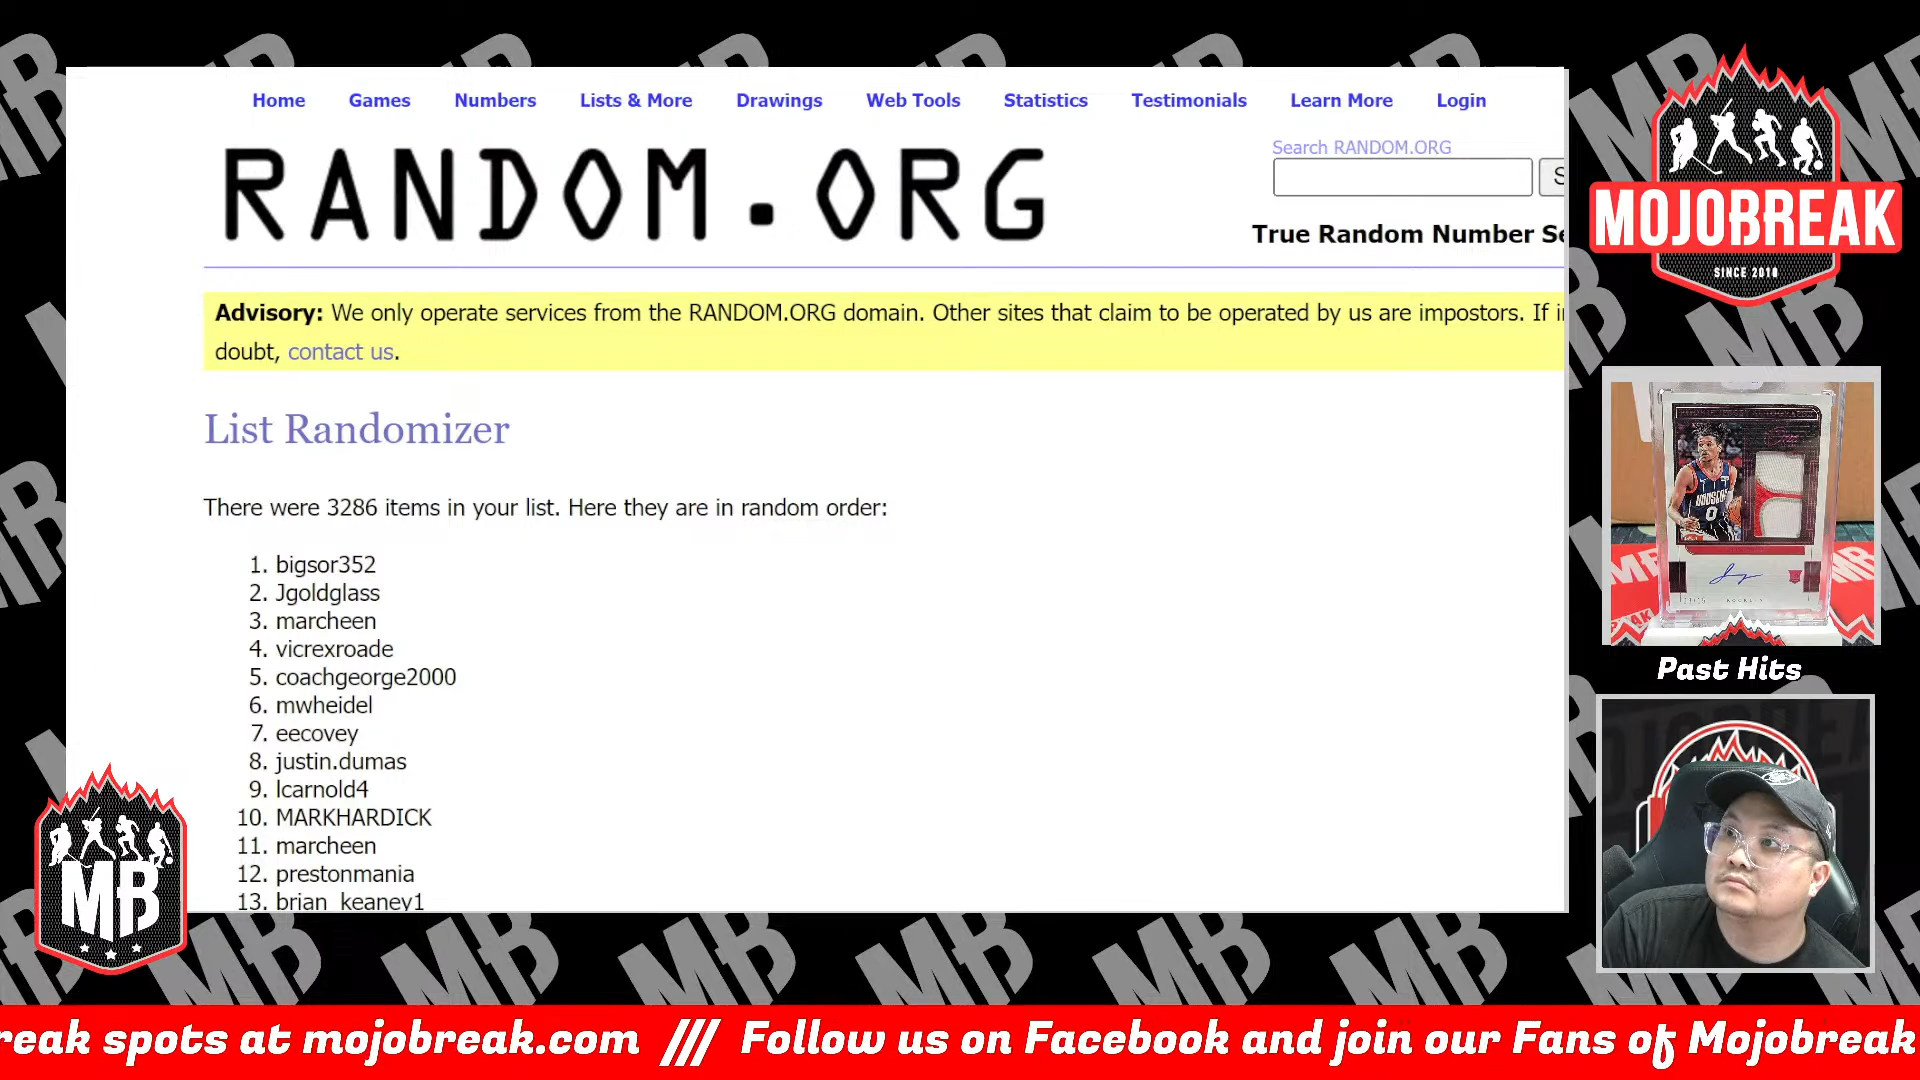 Home Games Numbers Lists & More Drawings Web Tools Statistics Testimonials Learn More Login
RANDOM.ORG
Search RANDOM.ORG
True Random Number Se
Advisory: We only operate services from the RANDOM.ORG domain. Other sites that claim to be operated by us are impostors. If in
doubt, contact us.
List Randomizer
There were 3286 items in your list. Here they are in random order:
1. bigsor352
2. Jgoldglass
3. marcheen
4. vicrexroade
5. coachgeorge2000
6. mwheidel
7. eecovey
8. justin.dumas
9. lcarnold4
10. MARKHARDICK
11. marcheen
12. prestonmania
13. brian_keaney1
MOJOBREAK
SINCE 2010
Past Hits
MB
reak spots at mojobreak.com /// Follow us on Facebook and join our Fans of Mojobreak